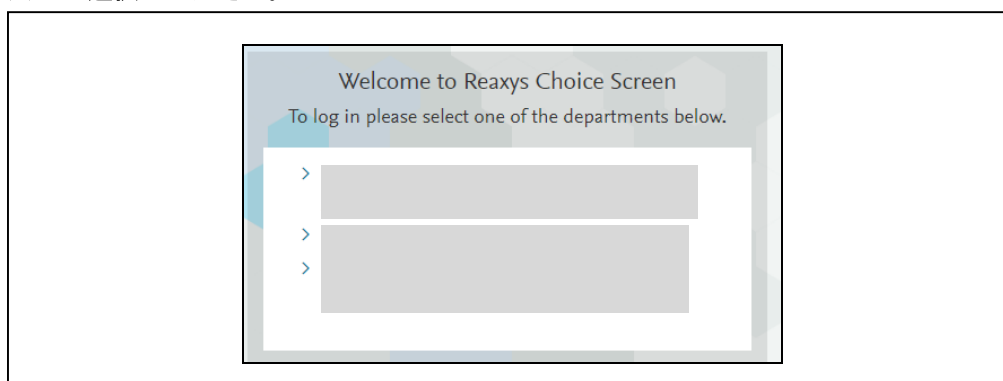 Welcome to Reaxys Choice Screen
To log in please select one of the departments below.